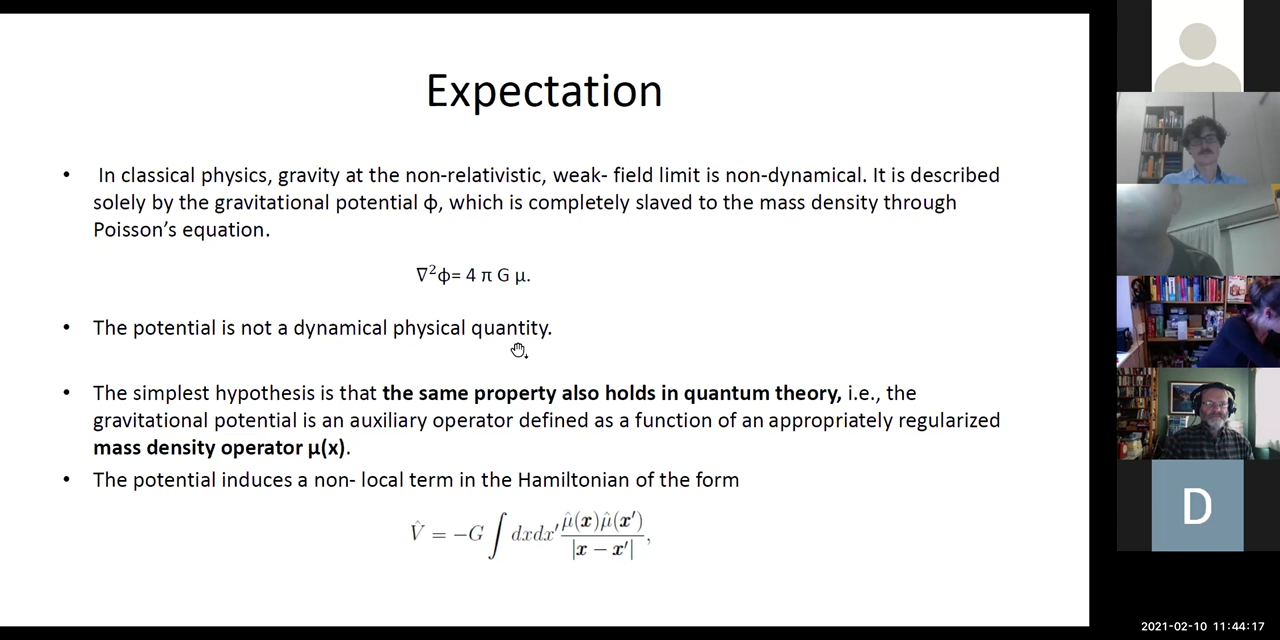 Expectation
• In classical physics, gravity at the non-relativistic, weak- field limit is non-dynamical. It is described
solely by the gravitational potential ϕ, which is completely slaved to the mass density through
Poisson’s equation.
∇²ϕ= 4 π G μ.
• The potential is not a dynamical physical quantity.
• The simplest hypothesis is that the same property also holds in quantum theory, i.e., the
gravitational potential is an auxiliary operator defined as a function of an appropriately regularized
mass density operator μ(x).
• The potential induces a non- local term in the Hamiltonian of the form
V̂ = −G ∫ dxdx′ μ̂(x)μ̂(x′) / |x − x′|,
D
2021-02-10 11:44:17